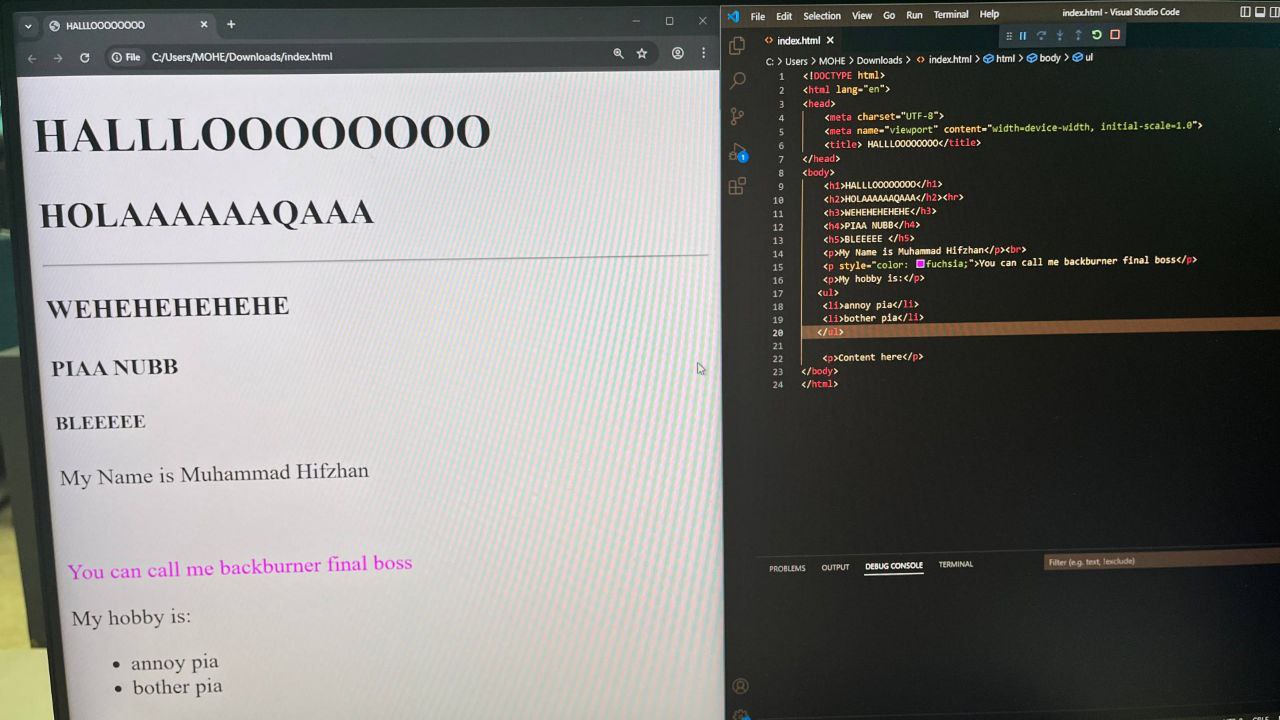 HALLLOOOOOOOO
File C:/Users/MOHE/Downloads/index.html
HALLLOOOOOOOO
HOLAAAAAAQAAA
WEHEHEHEHEHE
PIAA NUBB
BLEEEEE
My Name is Muhammad Hifzhan
You can call me backburner final boss
My hobby is:
• annoy pia
• bother pia
File Edit Selection View Go Run Terminal Help index.html - Visual Studio Code
<> index.html
C: > Users > MOHE > Downloads > <> index.html > html > body > ul
1 <!DOCTYPE html>
2 <html lang="en">
3 <head>
4 <meta charset="UTF-8">
5 <meta name="viewport" content="width=device-width, initial-scale=1.0">
6 <title> HALLLOOOOOOOO</title>
7 </head>
8 <body>
9 <h1>HALLLOOOOOOOO</h1>
10 <h2>HOLAAAAAAQAAA</h2><hr>
11 <h3>WEHEHEHEHEHE</h3>
12 <h4>PIAA NUBB</h4>
13 <h5>BLEEEEE </h5>
14 <p>My Name is Muhammad Hifzhan</p><br>
15 <p style="color: fuchsia;">You can call me backburner final boss</p>
16 <p>My hobby is:</p>
17 <ul>
18 <li>annoy pia</li>
19 <li>bother pia</li>
20 </ul>
21
22 <p>Content here</p>
23 </body>
24 </html>
1
PROBLEMS OUTPUT DEBUG CONSOLE TERMINAL Filter (e.g. text, !exclude)